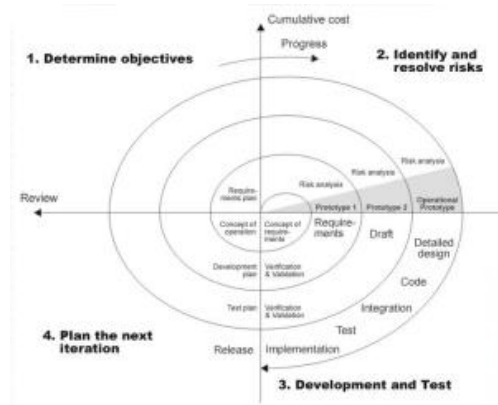 Cumulative cost
Progress
1. Determine objectives
2. Identify and
resolve risks
Risk analysis
Risk analysis
Risk analysis
Review
Require-
ments plan
Prototype 1
Prototype 2
Operational
Prototype
Concept of
operation
Concept of
require-
ments
Require-
ments
Draft
Detailed
design
Development
plan
Verification
& Validation
Code
Test plan
Verification
& Validation
Integration
Test
4. Plan the next
iteration
Release
Implementation
3. Development and Test